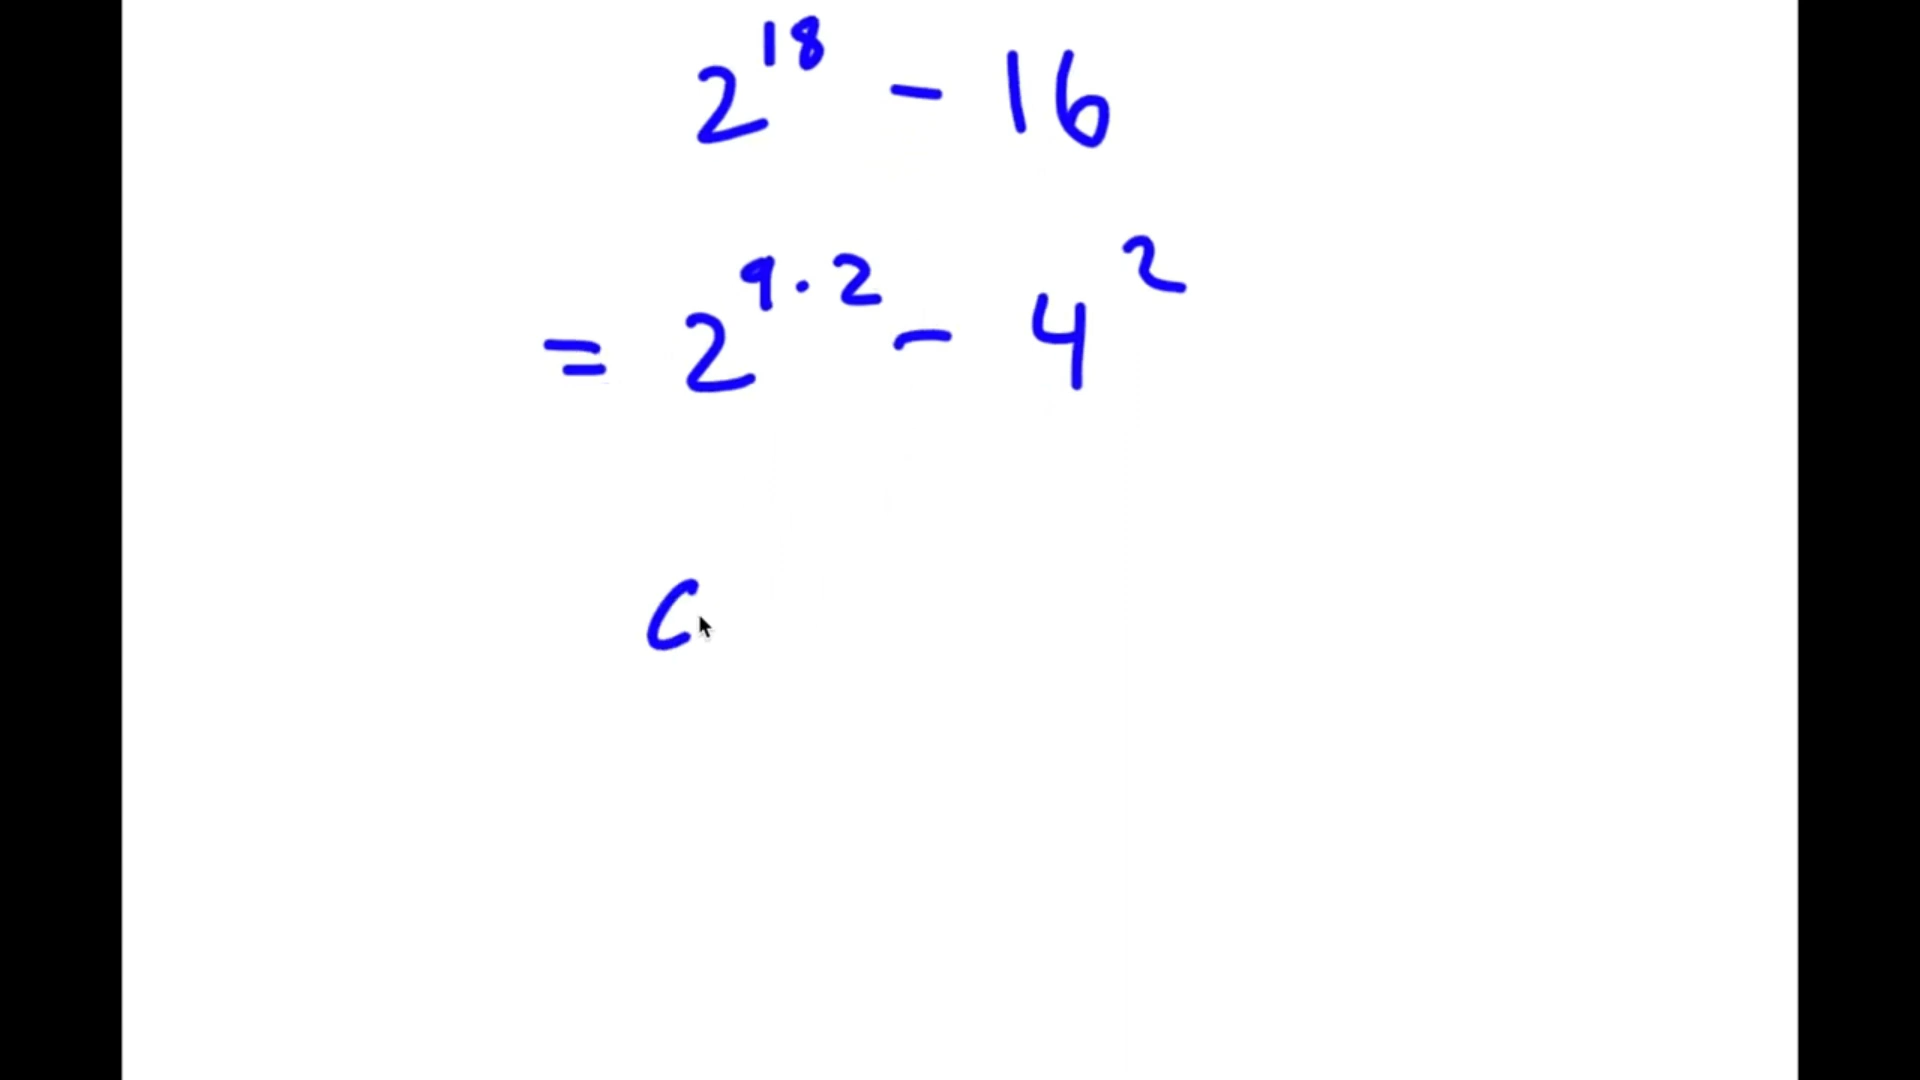 2^18 - 16
= 2^9·2 - 4^2
(